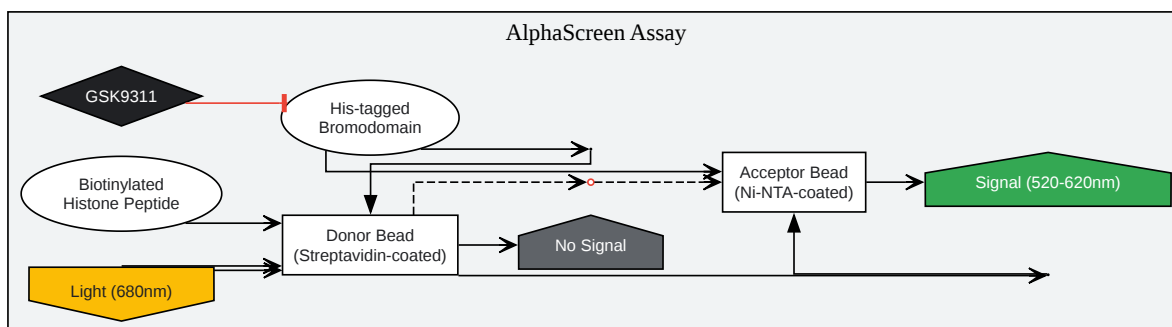 AlphaScreen Assay
GSK9311
His-tagged
Bromodomain
Biotinylated
Histone Peptide
Acceptor Bead
(Ni-NTA-coated)
Signal (520-620nm)
Donor Bead
(Streptavidin-coated)
No Signal
Light (680nm)